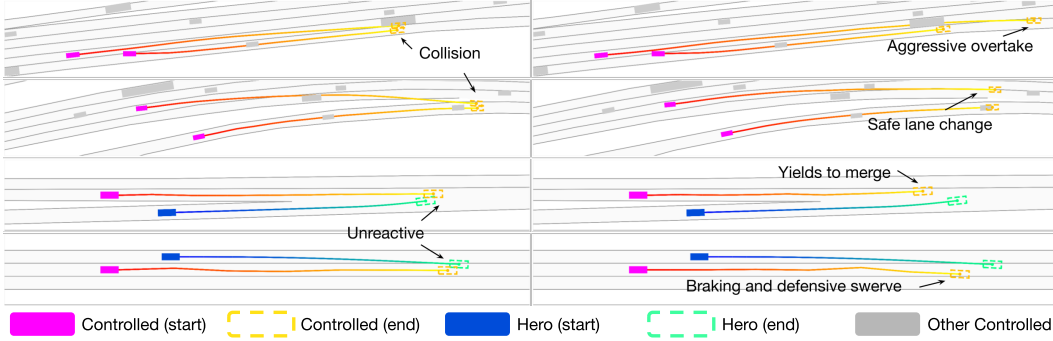 Collision
Aggressive overtake
Safe lane change
Unreactive
Yields to merge
Braking and defensive swerve
Controlled (start)
Controlled (end)
Hero (start)
Hero (end)
Other Controlled